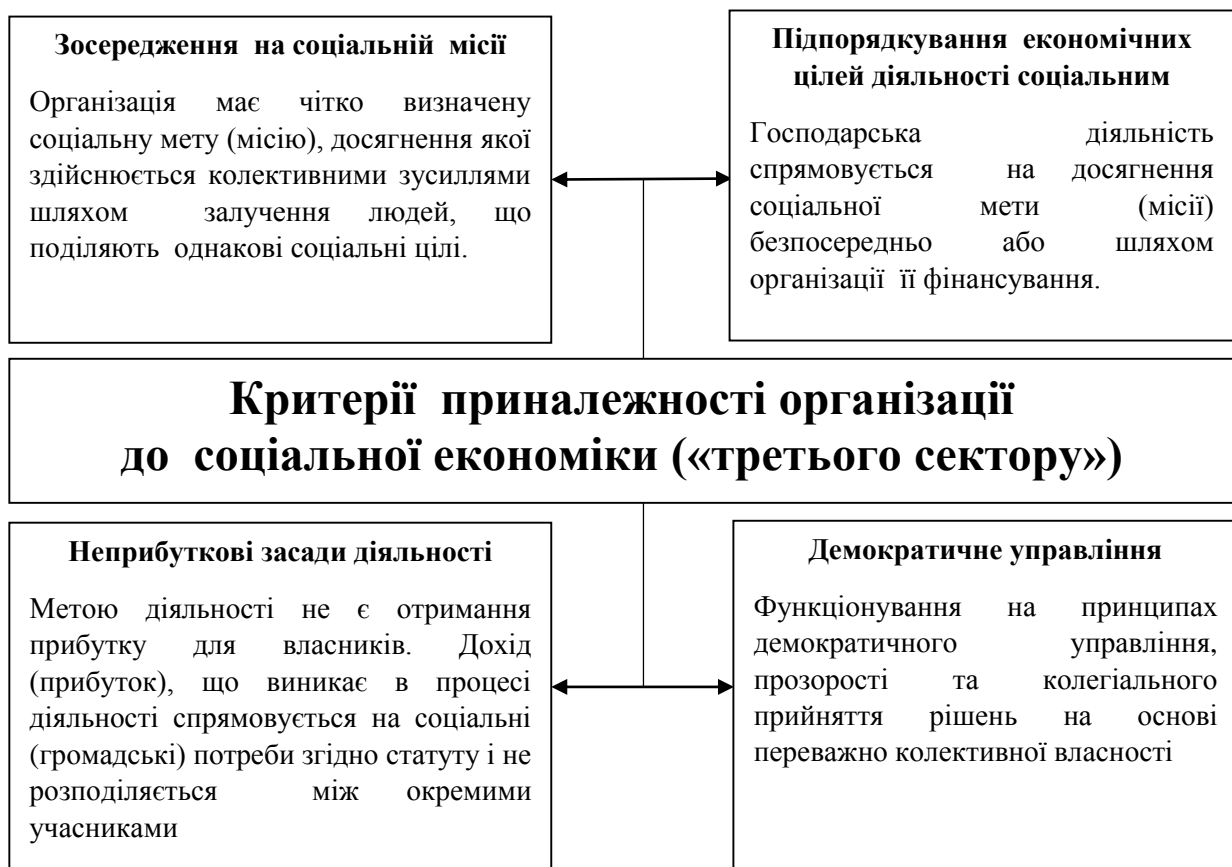 Зосередження на соціальній місії
Організація має чітко визначену
соціальну мету (місію), досягнення якої
здійснюється колективними зусиллями
шляхом залучення людей, що
поділяють однакові соціальні цілі.
Підпорядкування економічних
цілей діяльності соціальним
Господарська діяльність
спрямовується на досягнення
соціальної мети (місії)
безпосередньо або шляхом
організації її фінансування.
Критерії приналежності організації
до соціальної економіки («третього сектору»)
Неприбуткові засади діяльності
Метою діяльності не є отримання
прибутку для власників. Дохід
(прибуток), що виникає в процесі
діяльності спрямовується на соціальні
(громадські) потреби згідно статуту і не
розподіляється між окремими
учасниками
Демократичне управління
Функціонування на принципах
демократичного управління,
прозорості та колегіального
прийняття рішень на основі
переважно колективної власності